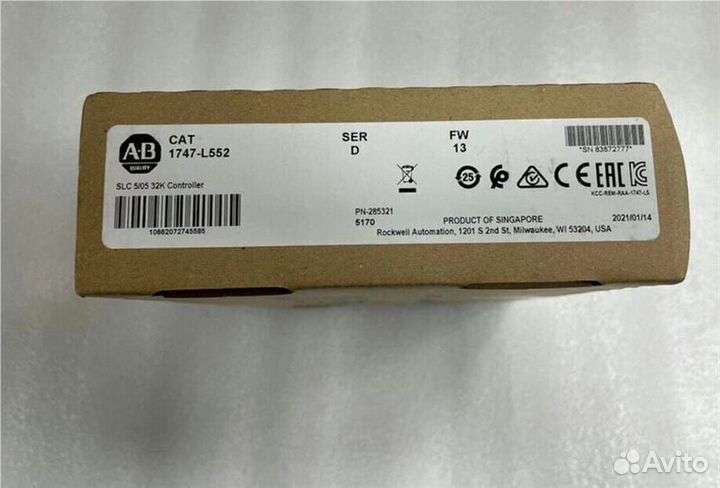 A·B
QUALITY
CAT
1747-L552
SER
D
FW
13
*SN 83872777*
SLC 5/05 32K Controller
25
CE
EAC
KCC-REM-RAA-1747-L5
10662072745585
PN-285321
5170
PRODUCT OF SINGAPORE
2021/01/14
Rockwell Automation, 1201 S 2nd St, Milwaukee, WI 53204, USA
Avito